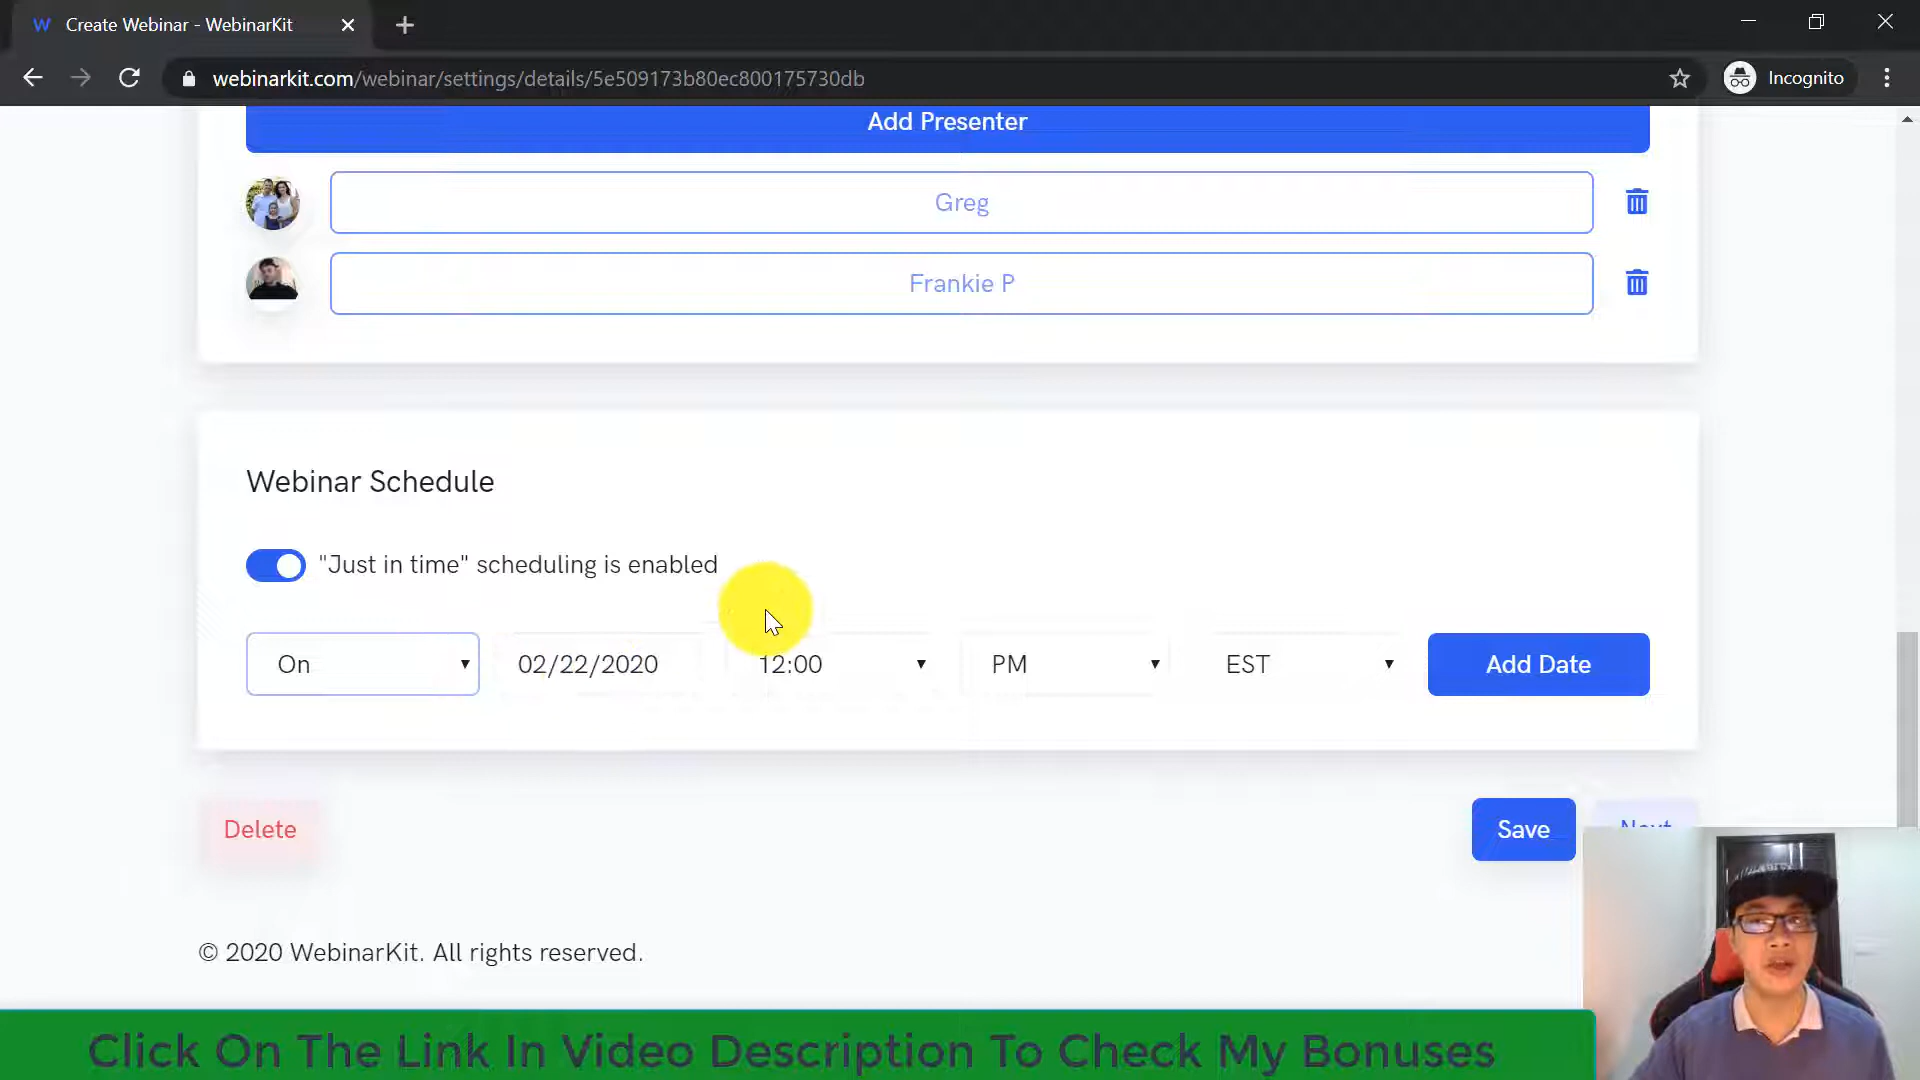 W Create Webinar - WebinarKit
webinarkit.com/webinar/settings/details/5e509173b80ec800175730db
Incognito
Add Presenter
Greg
Frankie P
Webinar Schedule
"Just in time" scheduling is enabled
On 02/22/2020 12:00 PM EST Add Date
Delete Save Next
© 2020 WebinarKit. All rights reserved.
Click On The Link In Video Description To Check My Bonuses